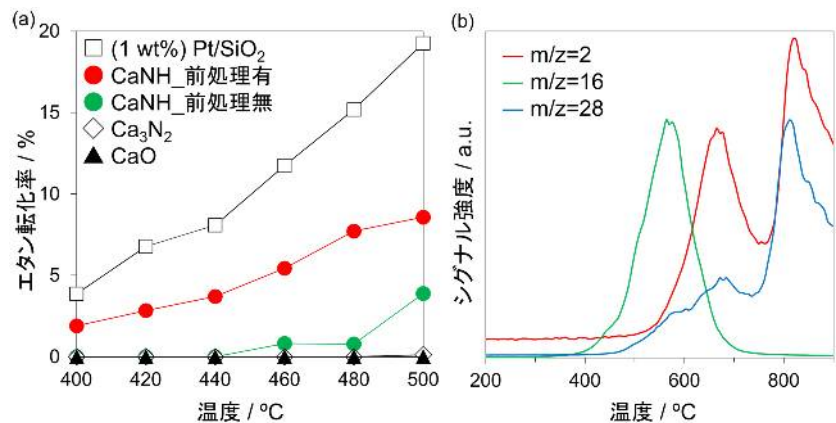 (a)
20
15
10
5
0
エタン転化率 / %
(1 wt%) Pt/SiO₂
CaNH_前処理有
CaNH_前処理無
Ca₃N₂
CaO
400 420 440 460 480 500
温度 / ºC
(b)
m/z=2
m/z=16
m/z=28
シグナル強度 / a.u.
200 400 600 800
温度 / ºC